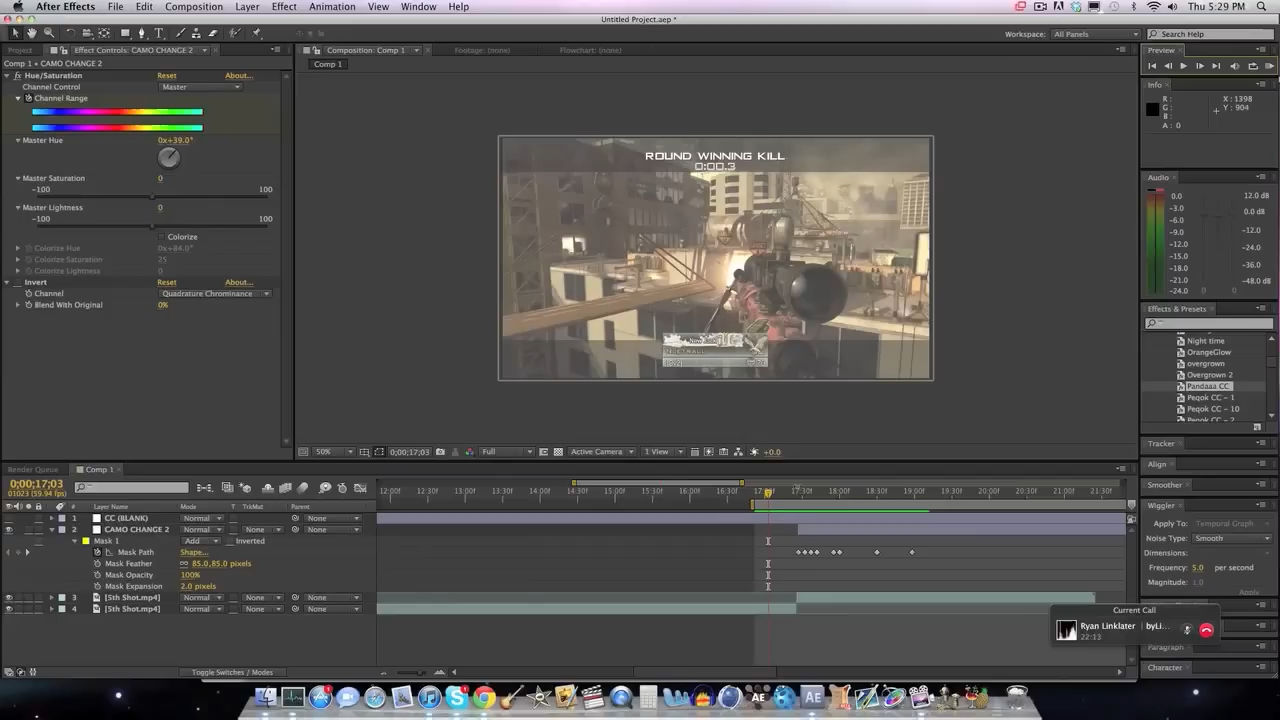 After Effects File Edit Composition Layer Effect Animation View Window Help Thu 5:29 PM
Untitled Project.aep *
Workspace: All Panels Search Help
Project Effect Controls: CAMO CHANGE 2 Composition: Comp 1 Footage: (none) Flowchart: (none) Preview
Comp 1 • CAMO CHANGE 2
Comp 1
Hue/Saturation Reset About...
Channel Control Master
Channel Range
Master Hue 0x+39.0°
Master Saturation 0
-100 100
Master Lightness 0
-100 100
Colorize
Colorize Hue 0x+84.0°
Colorize Saturation 25
Colorize Lightness 0
Invert Reset About...
Channel Quadrature Chrominance
Blend With Original 0%
ROUND WINNING KILL
0:00.3
Info
R: X: 1398
G: Y: 904
B:
A: 0
Audio
0.0 12.0 dB
-3.0
-6.0 0.0 dB
-9.0
-12.0 -12.0
-15.0 -24.0
-18.0 -36.0
-21.0 -48.0 dB
-24.0
Effects & Presets
Night time
OrangeGlow
overgrown
Overgrown 2
Pandaaa CC
Peqok CC - 1
Peqok CC - 10
Peqok CC - 2
Tracker
Align
Smoother
Wiggler
Apply To: Temporal Graph
Noise Type: Smooth
Dimensions:
Frequency: 5.0 per second
Magnitude: 1.0
Apply
50% 0;00;17;03 Full Active Camera 1 View +0.0
Render Queue Comp 1
0;00;17;03
01023 (59.94 fps)
12:00f 12:30f 13:00f 13:30f 14:00f 14:30f 15:00f 15:30f 16:00f 16:30f 17:00f 17:30f 18:00f 18:30f 19:00f 19:30f 20:00f 20:30f 21:00f 21:30f
# Layer Name Mode T TrkMat Parent
1 CC (BLANK) Normal None
2 CAMO CHANGE 2 Normal None None
Mask 1 Add Inverted
Mask Path Shape...
Mask Feather 85.0,85.0 pixels
Mask Opacity 100%
Mask Expansion 2.0 pixels
3 [5th Shot.mp4] Normal None None
4 [5th Shot.mp4] Normal None None
Current Call
Ryan Linklater | byLi...
22:13
Paragraph
Character
Toggle Switches / Modes